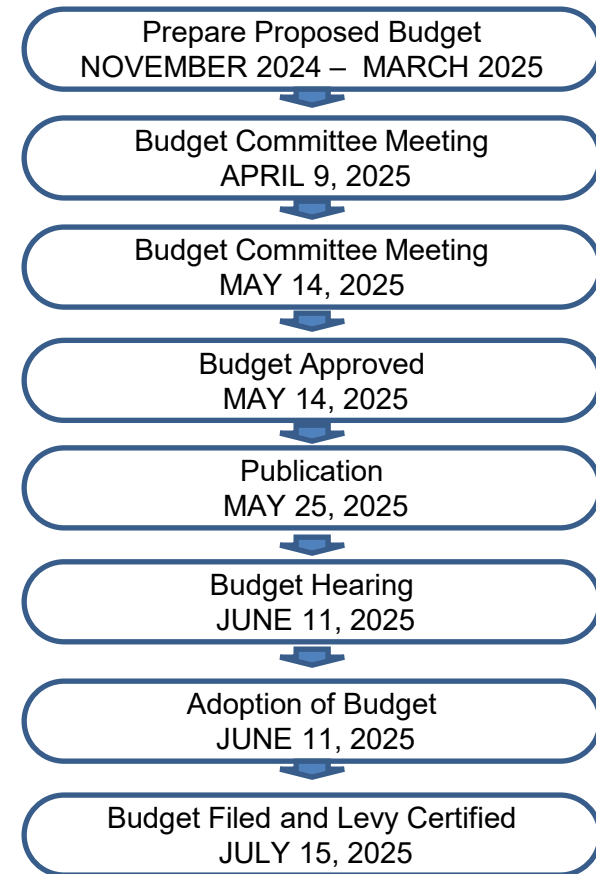 Prepare Proposed Budget
NOVEMBER 2024 – MARCH 2025
Budget Committee Meeting
APRIL 9, 2025
Budget Committee Meeting
MAY 14, 2025
Budget Approved
MAY 14, 2025
Publication
MAY 25, 2025
Budget Hearing
JUNE 11, 2025
Adoption of Budget
JUNE 11, 2025
Budget Filed and Levy Certified
JULY 15, 2025